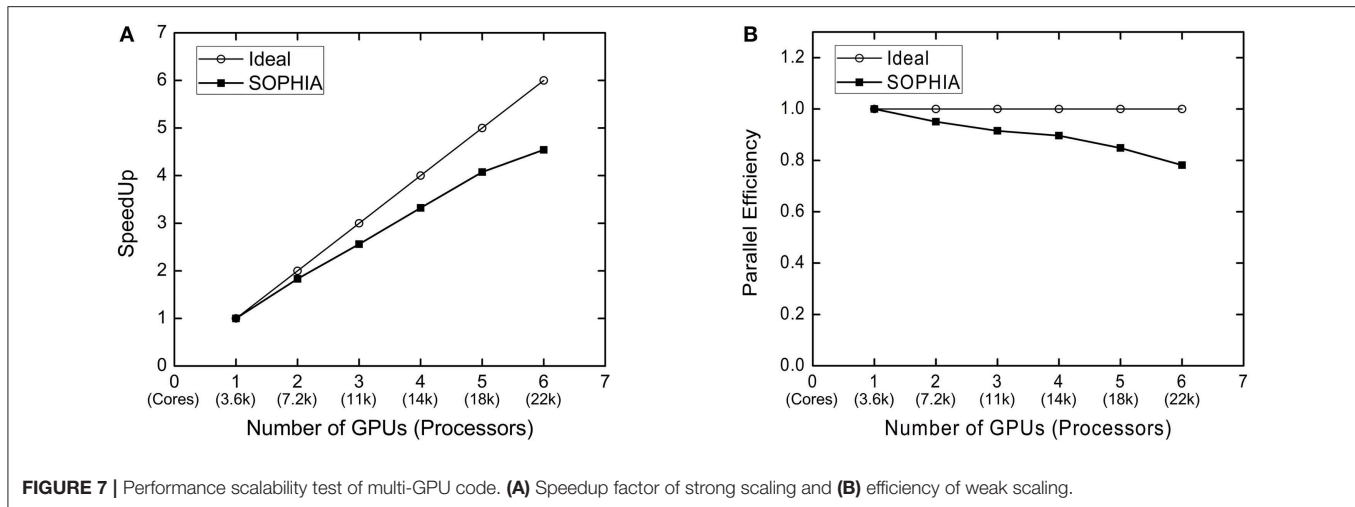 A
7
6
5
4
3
2
1
0
SpeedUp
Ideal
SOPHIA
0 1 2 3 4 5 6 7
(Cores) (3.6k) (7.2k) (11k) (14k) (18k) (22k)
Number of GPUs (Processors)
B
1.2
1.0
0.8
0.6
0.4
0.2
0.0
Parallel Efficiency
Ideal
SOPHIA
0 1 2 3 4 5 6 7
(Cores) (3.6k) (7.2k) (11k) (14k) (18k) (22k)
Number of GPUs (Processors)
FIGURE 7 | Performance scalability test of multi-GPU code. (A) Speedup factor of strong scaling and (B) efficiency of weak scaling.